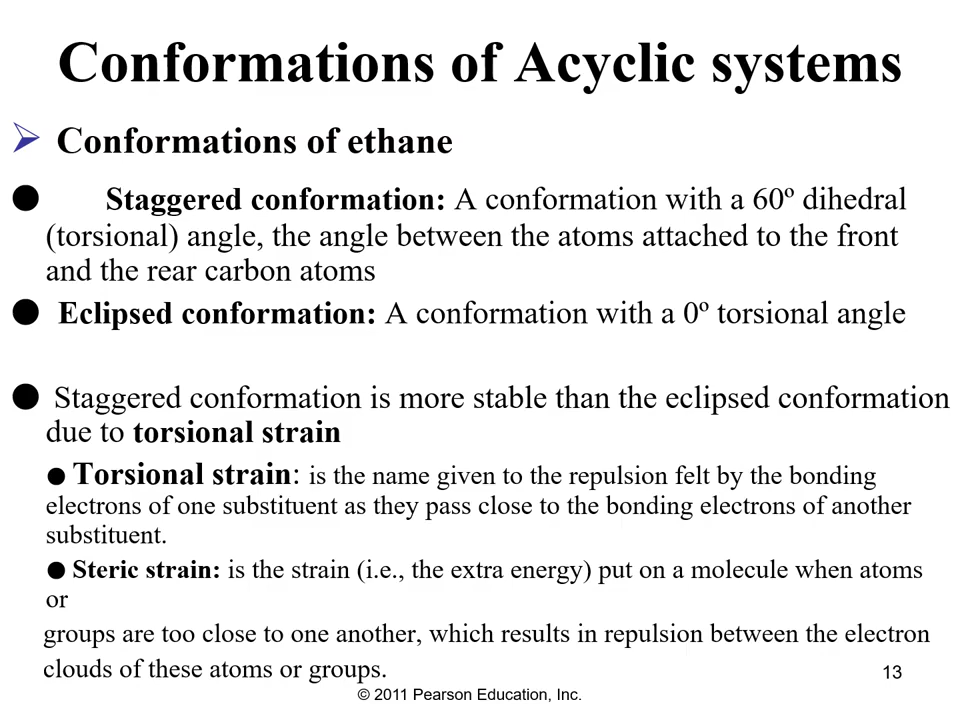 Conformations of Acyclic systems
➢ Conformations of ethane
● Staggered conformation: A conformation with a 60º dihedral
(torsional) angle, the angle between the atoms attached to the front
and the rear carbon atoms
● Eclipsed conformation: A conformation with a 0º torsional angle
● Staggered conformation is more stable than the eclipsed conformation
due to torsional strain
● Torsional strain: is the name given to the repulsion felt by the bonding
electrons of one substituent as they pass close to the bonding electrons of another
substituent.
● Steric strain: is the strain (i.e., the extra energy) put on a molecule when atoms
or
groups are too close to one another, which results in repulsion between the electron
clouds of these atoms or groups.
13
© 2011 Pearson Education, Inc.